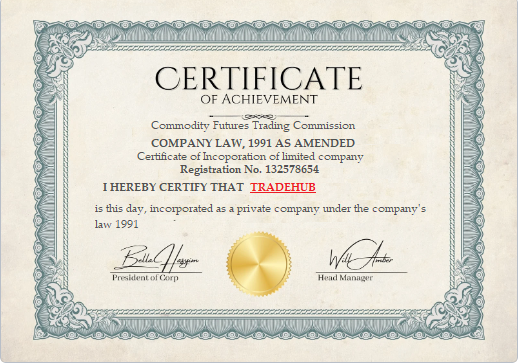 CERTIFICATE
OF ACHIEVEMENT
Commodity Futures Trading Commission
COMPANY LAW, 1991 AS AMENDED
Certificate of Incoporation of limited company
Registration No. 132578654
I HEREBY CERTIFY THAT TRADEHUB
is this day, incorporated as a private company under the company's
law 1991
Bella Hasyim
President of Corp
Will Amber
Head Manager